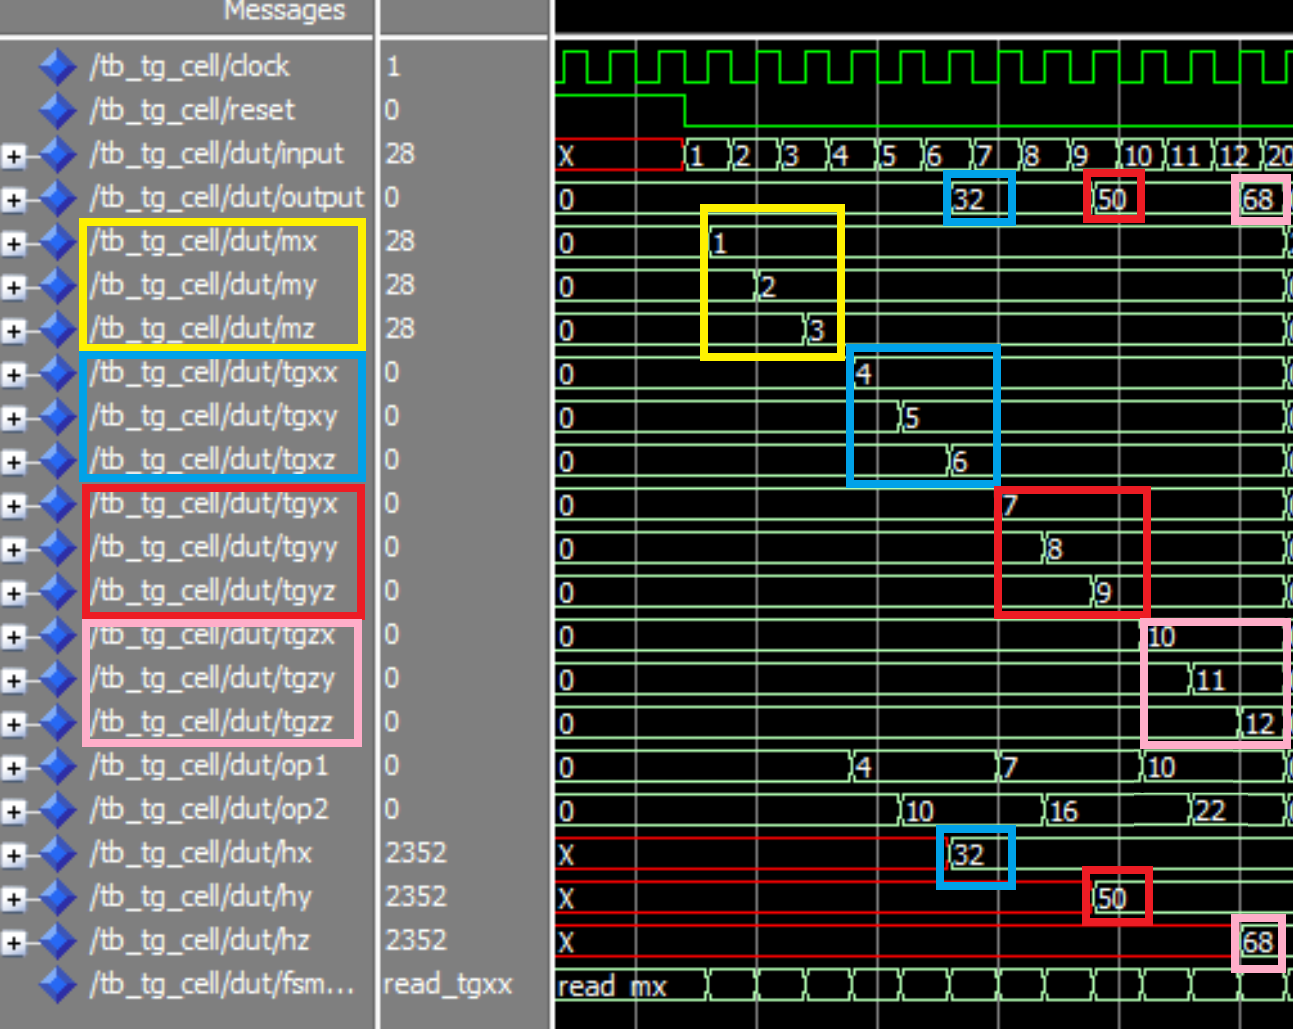 Messages
/tb_tg_cell/clock 1
/tb_tg_cell/reset 0
/tb_tg_cell/dut/input 28 X 1 2 3 4 5 6 7 8 9 10 11 12 20
/tb_tg_cell/dut/output 0 0 32 50 68
/tb_tg_cell/dut/mx 28 0 1
/tb_tg_cell/dut/my 28 0 2
/tb_tg_cell/dut/mz 28 0 3
/tb_tg_cell/dut/tgxx 0 0 4
/tb_tg_cell/dut/tgxy 0 0 5
/tb_tg_cell/dut/tgxz 0 0 6
/tb_tg_cell/dut/tgyx 0 0 7
/tb_tg_cell/dut/tgyy 0 0 8
/tb_tg_cell/dut/tgyz 0 0 9
/tb_tg_cell/dut/tgzx 0 0 10
/tb_tg_cell/dut/tgzy 0 0 11
/tb_tg_cell/dut/tgzz 0 0 12
/tb_tg_cell/dut/op1 0 0 4 7 10
/tb_tg_cell/dut/op2 0 0 10 16 22
/tb_tg_cell/dut/hx 2352 X 32
/tb_tg_cell/dut/hy 2352 X 50
/tb_tg_cell/dut/hz 2352 X 68
/tb_tg_cell/dut/fsm... read_tgxx read_mx